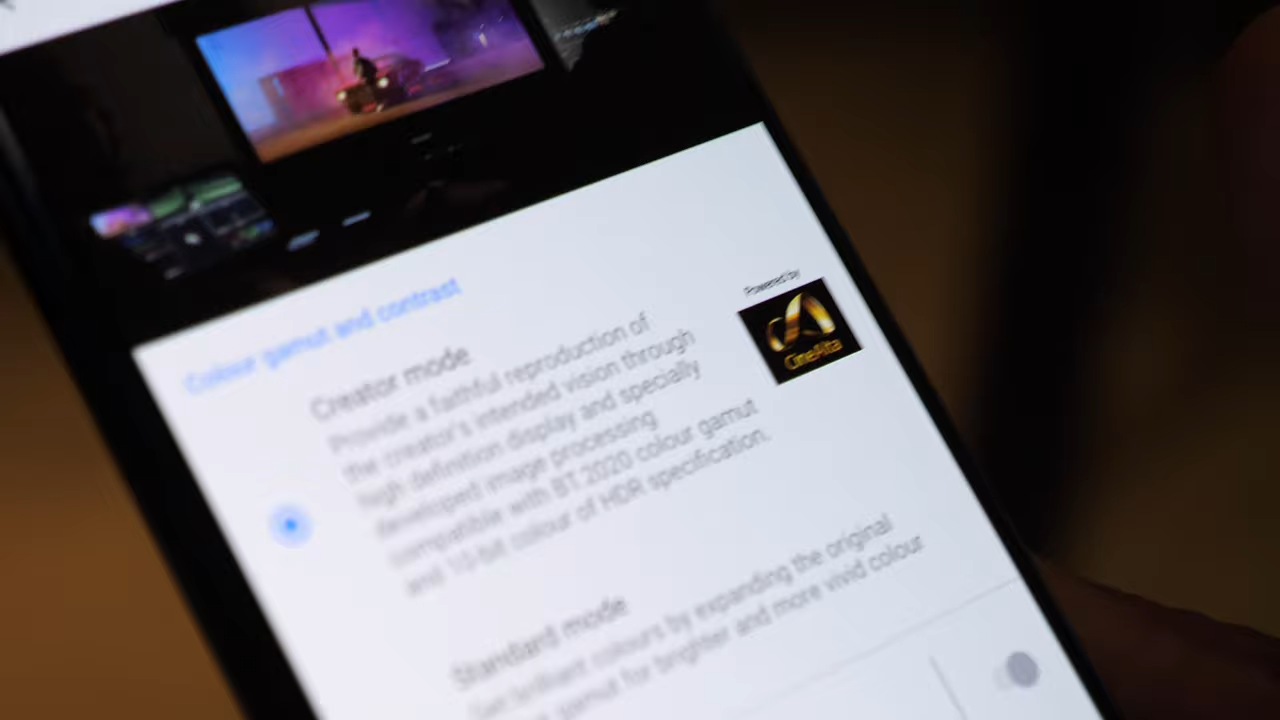 Colour gamut and contrast
Powered by
CineAlta
Creator mode
Provide a faithful reproduction of
the creator's intended vision through
high definition display and specially
developed image processing
compatible with BT.2020 colour gamut
and 10-bit colour of HDR specification.
Standard mode
Get brilliant colours by expanding the original
gamut for brighter and more vivid colour